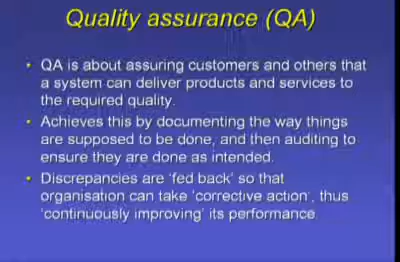 Quality assurance (QA)
• QA is about assuring customers and others that
a system can deliver products and services to
the required quality.
• Achieves this by documenting the way things
are supposed to be done, and then auditing to
ensure they are done as intended.
• Discrepancies are 'fed back' so that
organisation can take 'corrective action', thus
'continuously improving' its performance.